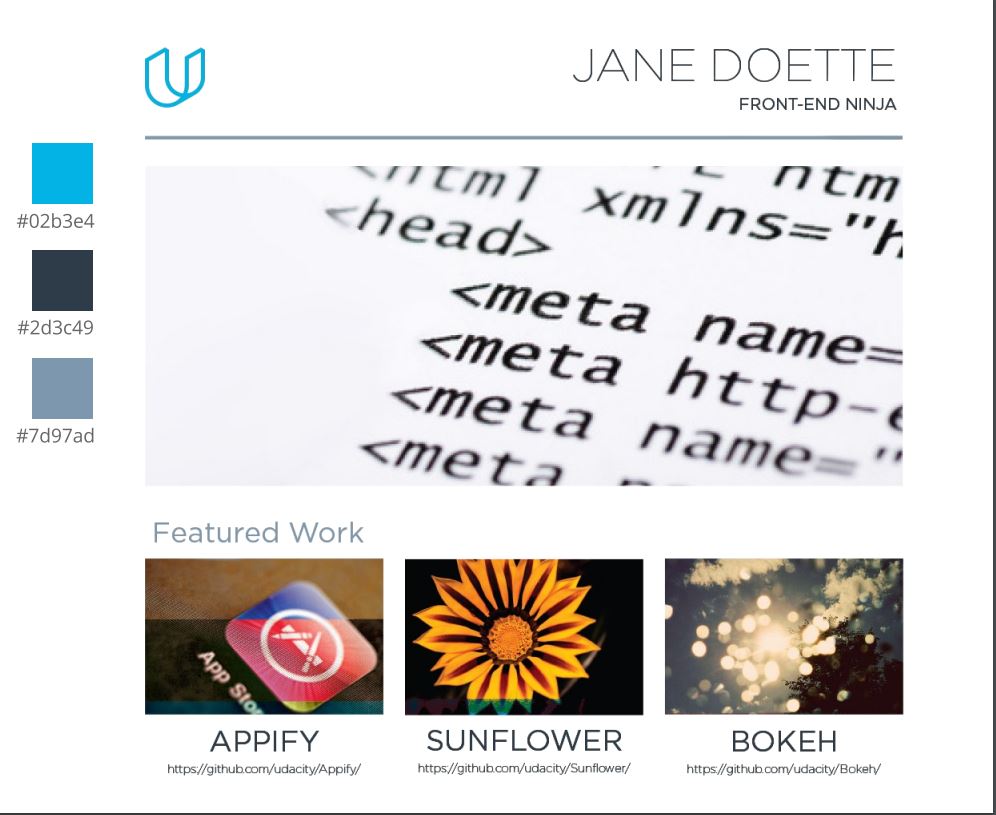 JANE DOETTE
FRONT-END NINJA
#02b3e4
#2d3c49
#7d97ad
<html
xmlns="h
<head>
<meta name=
<meta http-e
<meta name="
<meta
Featured Work
App Stor
APPIFY
https://github.com/udacity/Appify/
SUNFLOWER
https://github.com/udacity/Sunflower/
BOKEH
https://github.com/udacity/Bokeh/